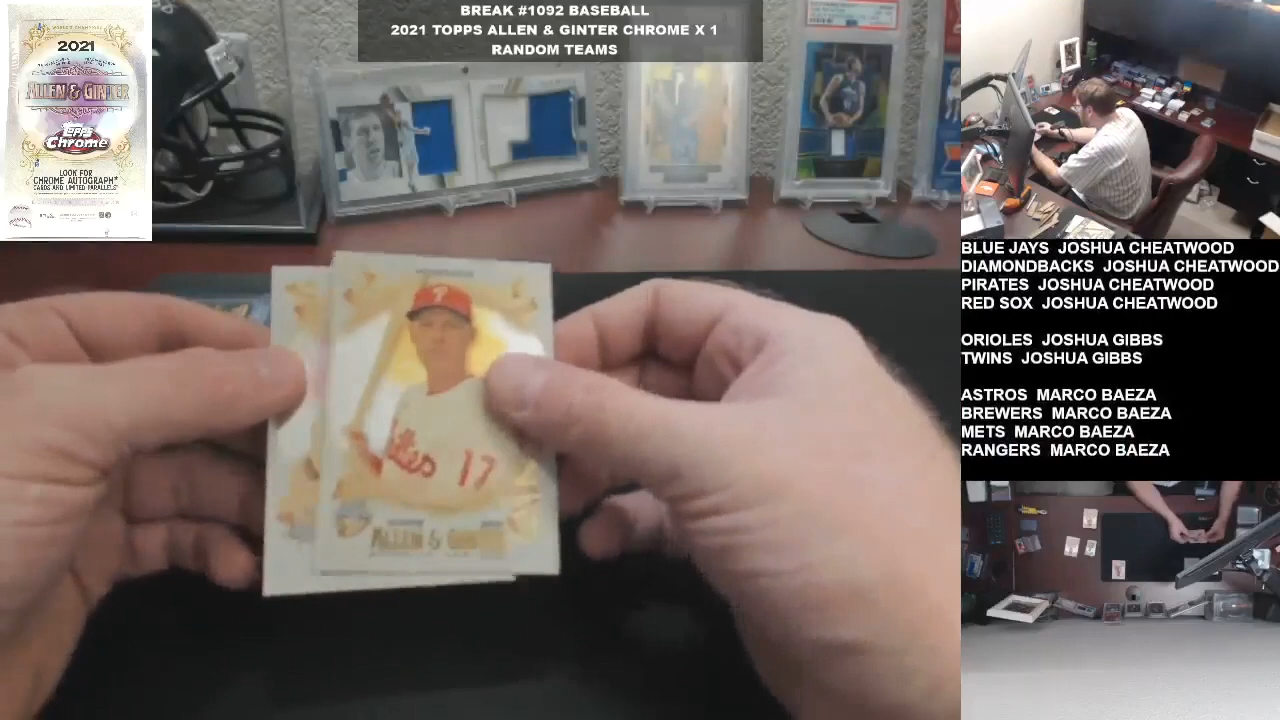 BREAK #1092 BASEBALL
2021 TOPPS ALLEN & GINTER CHROME X 1
RANDOM TEAMS
2021
ALLEN & GINTER
Topps
Chrome
LOOK FOR
CHROME AUTOGRAPH
CARDS AND LIMITED PARALLELS!
17
ALLEN &
BLUE JAYS JOSHUA CHEATWOOD
DIAMONDBACKS JOSHUA CHEATWOOD
PIRATES JOSHUA CHEATWOOD
RED SOX JOSHUA CHEATWOOD
ORIOLES JOSHUA GIBBS
TWINS JOSHUA GIBBS
ASTROS MARCO BAEZA
BREWERS MARCO BAEZA
METS MARCO BAEZA
RANGERS MARCO BAEZA